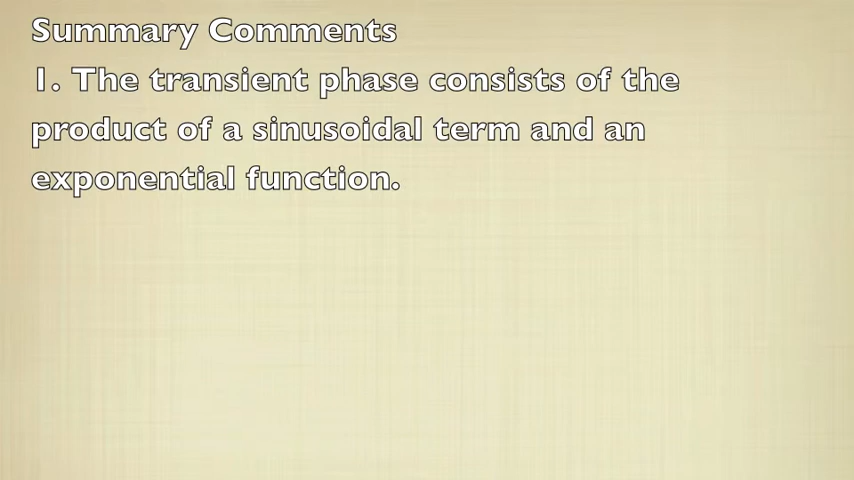 Summary Comments
1. The transient phase consists of the
product of a sinusoidal term and an
exponential function.